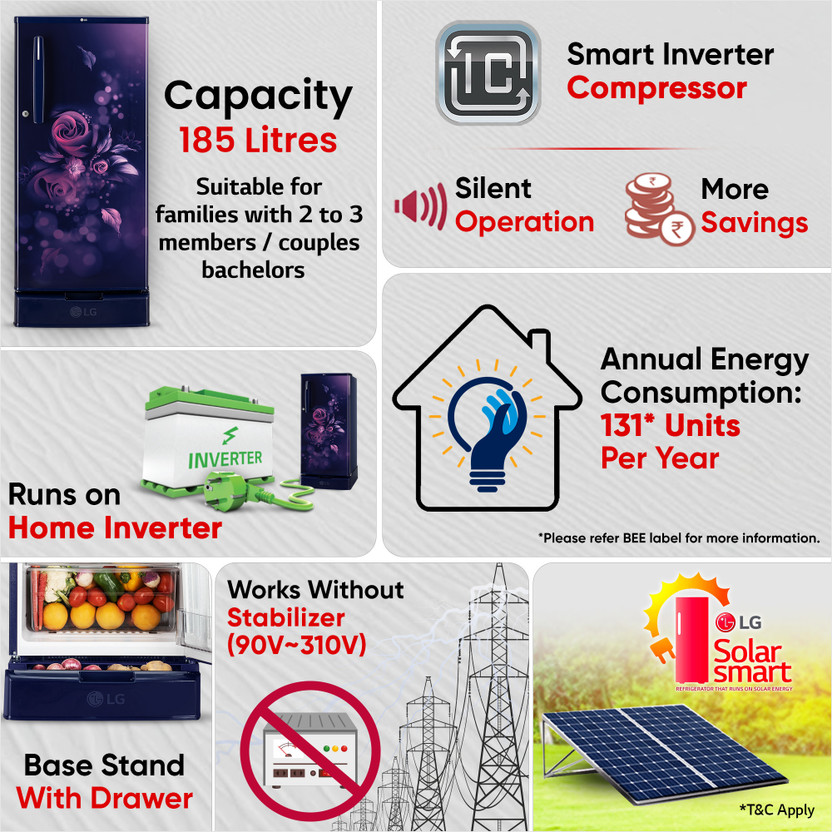 Capacity
185 Litres
Suitable for
families with 2 to 3
members / couples
bachelors
LG
Smart Inverter
Compressor
Silent
Operation
More
Savings
INVERTER
Runs on
Home Inverter
Annual Energy
Consumption:
131* Units
Per Year
*Please refer BEE label for more information.
LG
Base Stand
With Drawer
Works Without
Stabilizer
(90V~310V)
LG
Solar
smart
REFRIGERATOR THAT RUNS ON SOLAR ENERGY
*T&C Apply